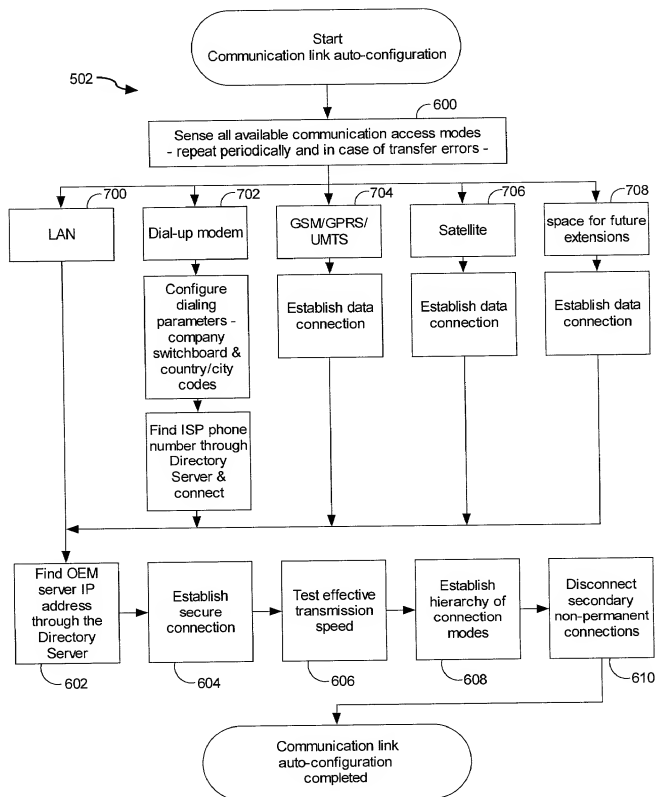 Start
Communication link auto-configuration
502
600
Sense all available communication access modes
- repeat periodically and in case of transfer errors -
700
LAN
702
Dial-up modem
704
GSM/GPRS/
UMTS
706
Satellite
708
space for future
extensions
Configure
dialing
parameters -
company
switchboard &
country/city
codes
Establish data
connection
Establish data
connection
Establish data
connection
Find ISP phone
number through
Directory
Server &
connect
Find OEM
server IP
address
through the
Directory
Server
602
Establish
secure
connection
604
Test effective
transmission
speed
606
Establish
hierarchy of
connection
modes
608
Disconnect
secondary
non-permanent
connections
610
Communication link
auto-configuration
completed